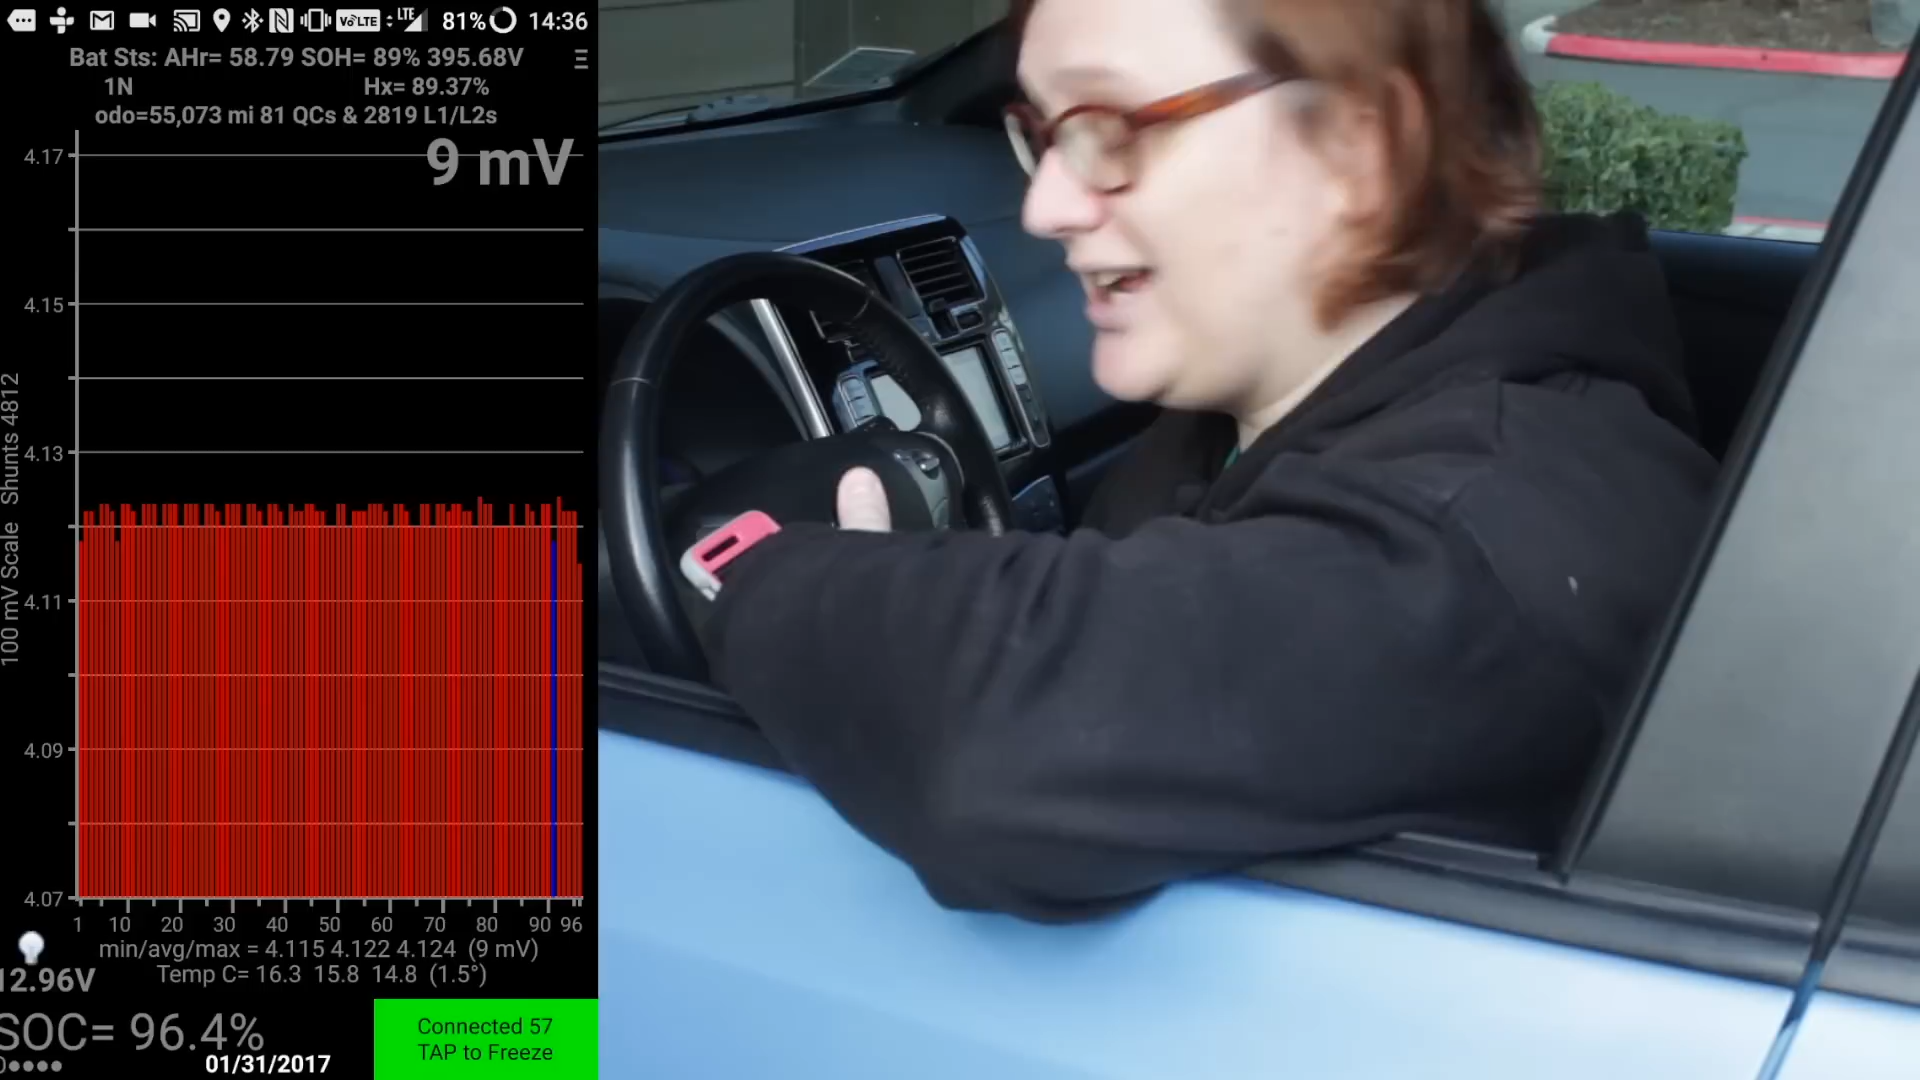 81% 14:36
VoLTE LTE
Bat Sts: AHr= 58.79 SOH= 89% 395.68V
1N Hx= 89.37%
odo=55,073 mi 81 QCs & 2819 L1/L2s
9 mV
4.17
4.15
4.13
4.11
4.09
4.07
100 mV Scale Shunts 4812
1 10 20 30 40 50 60 70 80 90 96
min/avg/max = 4.115 4.122 4.124 (9 mV)
Temp C= 16.3 15.8 14.8 (1.5°)
12.96V
SOC= 96.4%
01/31/2017
Connected 57
TAP to Freeze